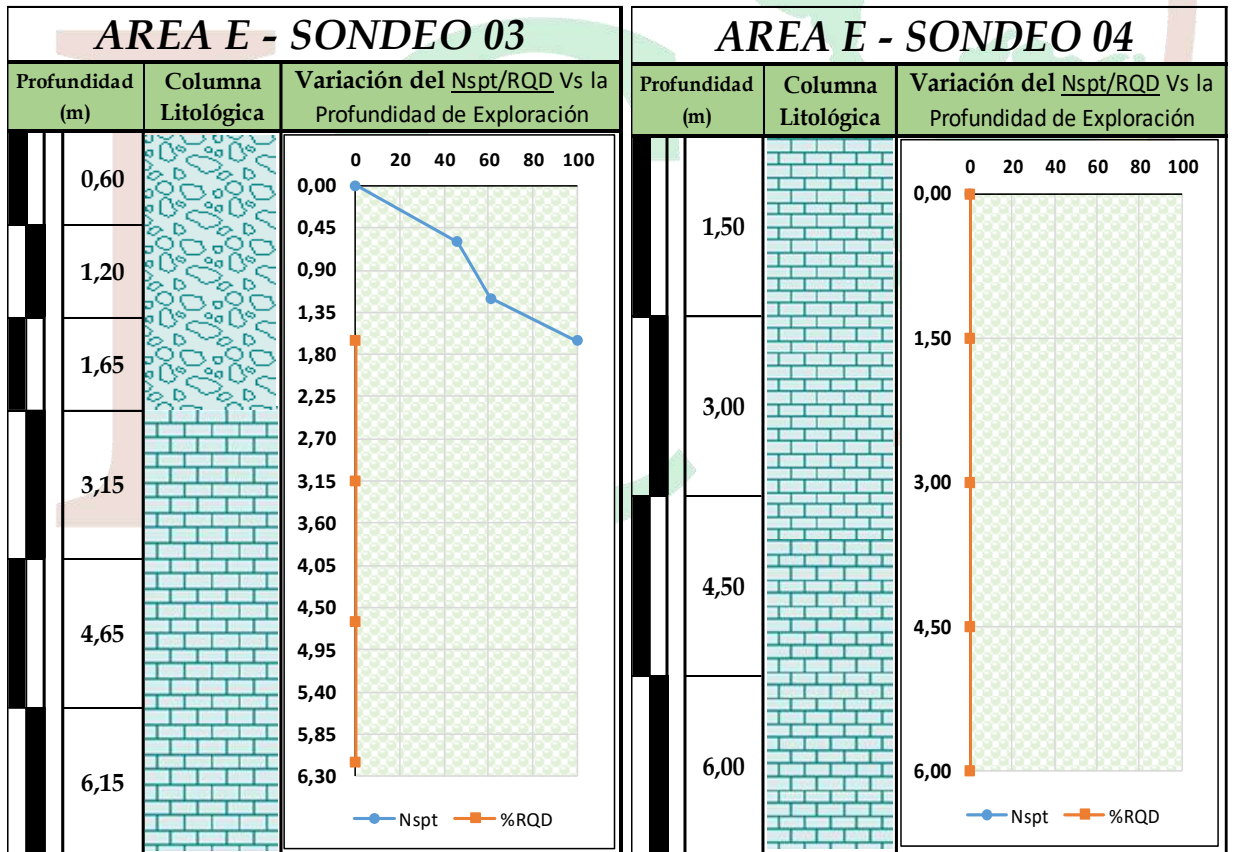 AREA E - SONDEO 03
Profundidad (m)
Columna Litológica
Variación del Nspt/RQD Vs la
Profundidad de Exploración
0,60
1,20
1,65
3,15
4,65
6,15
0 20 40 60 80 100
0,00
0,45
0,90
1,35
1,80
2,25
2,70
3,15
3,60
4,05
4,50
4,95
5,40
5,85
6,30
Nspt %RQD
AREA E - SONDEO 04
Profundidad (m)
Columna Litológica
Variación del Nspt/RQD Vs la
Profundidad de Exploración
1,50
3,00
4,50
6,00
0 20 40 60 80 100
0,00
1,50
3,00
4,50
6,00
Nspt %RQD